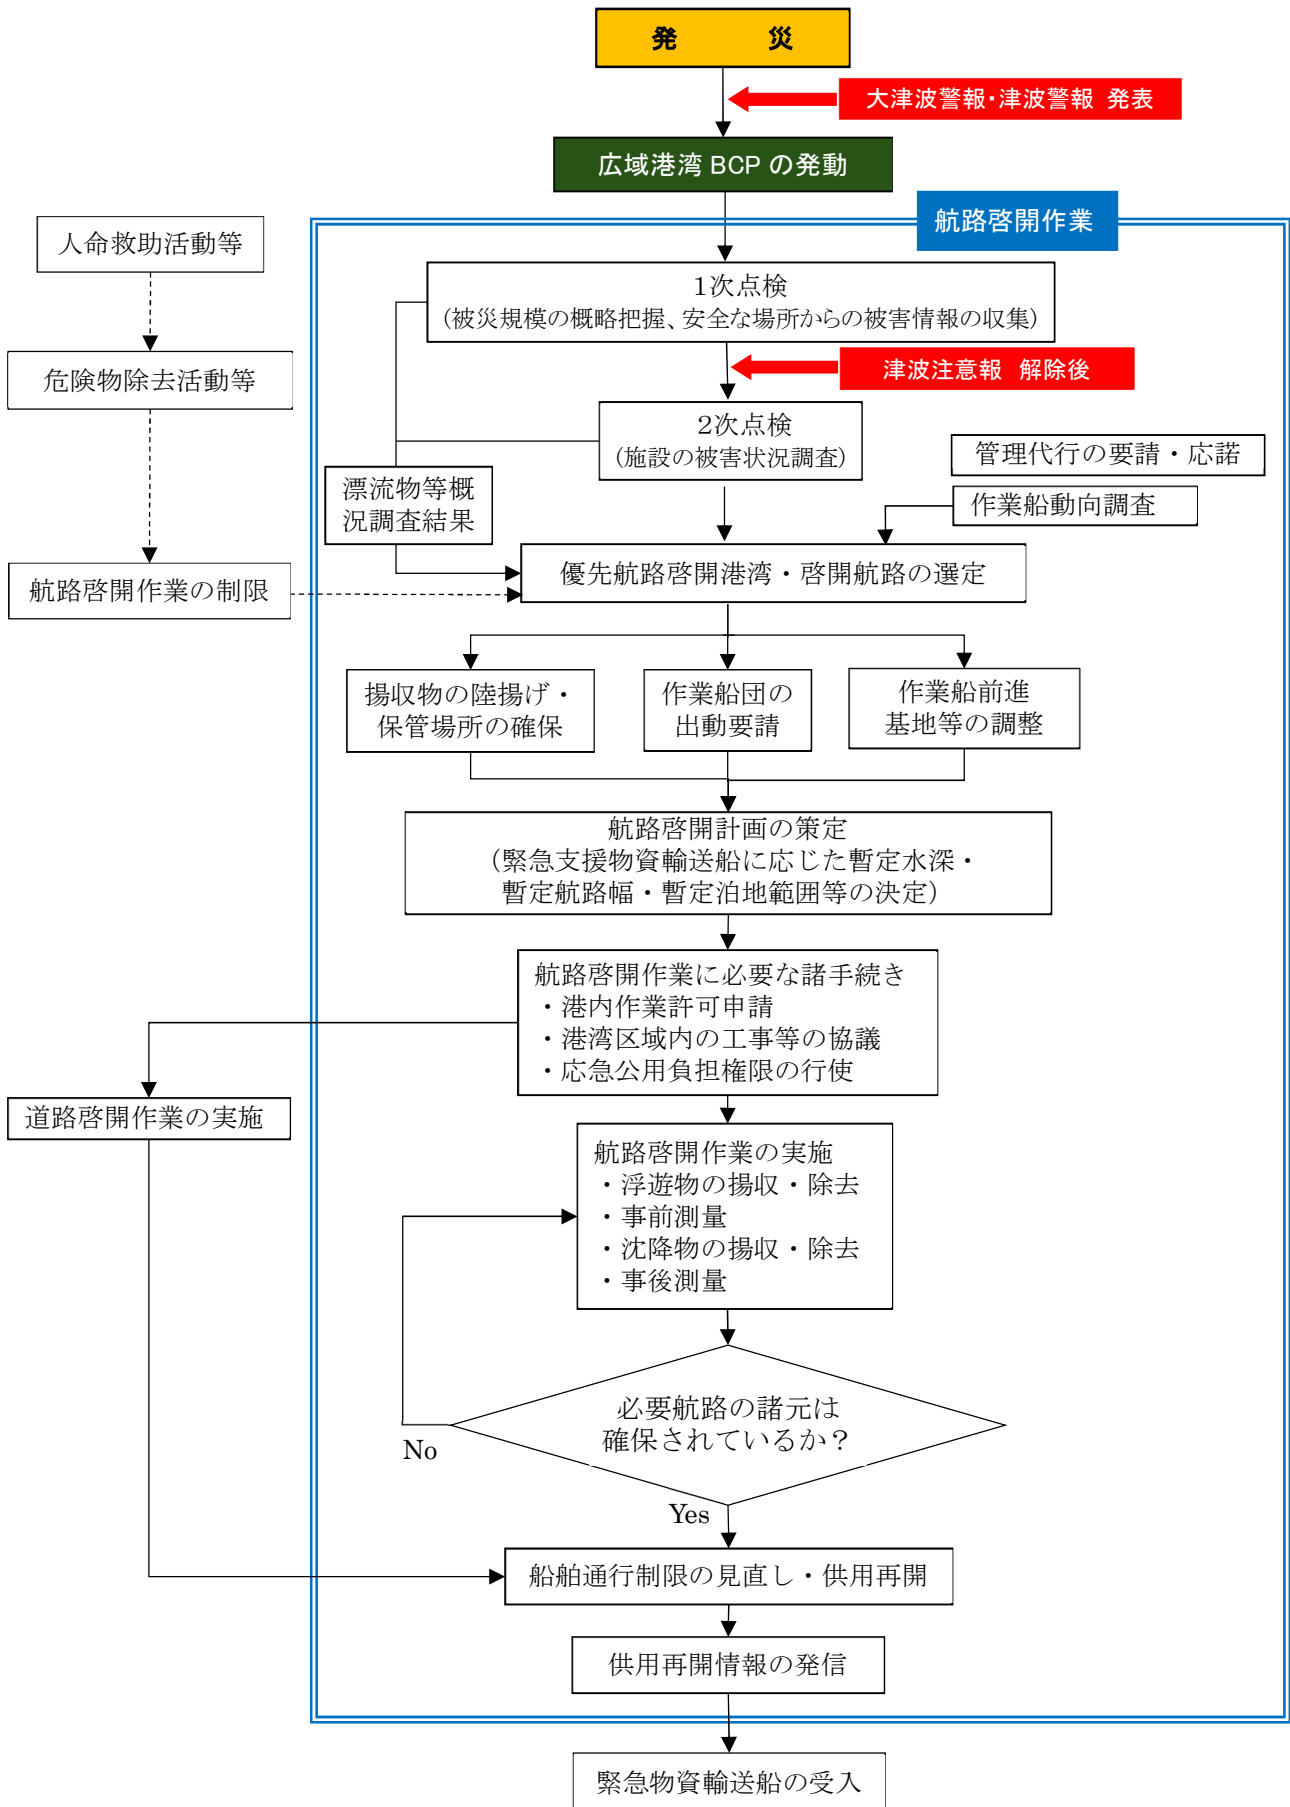 発　　災
大津波警報・津波警報 発表
広域港湾 BCP の発動
航路啓開作業
人命救助活動等
1次点検
（被災規模の概略把握、安全な場所からの被害情報の収集）
危険物除去活動等
津波注意報 解除後
2次点検
（施設の被害状況調査）
管理代行の要請・応諾
漂流物等概
況調査結果
作業船動向調査
航路啓開作業の制限
優先航路啓開港湾・啓開航路の選定
揚収物の陸揚げ・
保管場所の確保
作業船団の
出動要請
作業船前進
基地等の調整
航路啓開計画の策定
（緊急支援物資輸送船に応じた暫定水深・
暫定航路幅・暫定泊地範囲等の決定）
航路啓開作業に必要な諸手続き
・港内作業許可申請
・港湾区域内の工事等の協議
・応急公用負担権限の行使
道路啓開作業の実施
航路啓開作業の実施
・浮遊物の揚収・除去
・事前測量
・沈降物の揚収・除去
・事後測量
必要航路の諸元は
確保されているか？
No
Yes
船舶通行制限の見直し・供用再開
供用再開情報の発信
緊急物資輸送船の受入